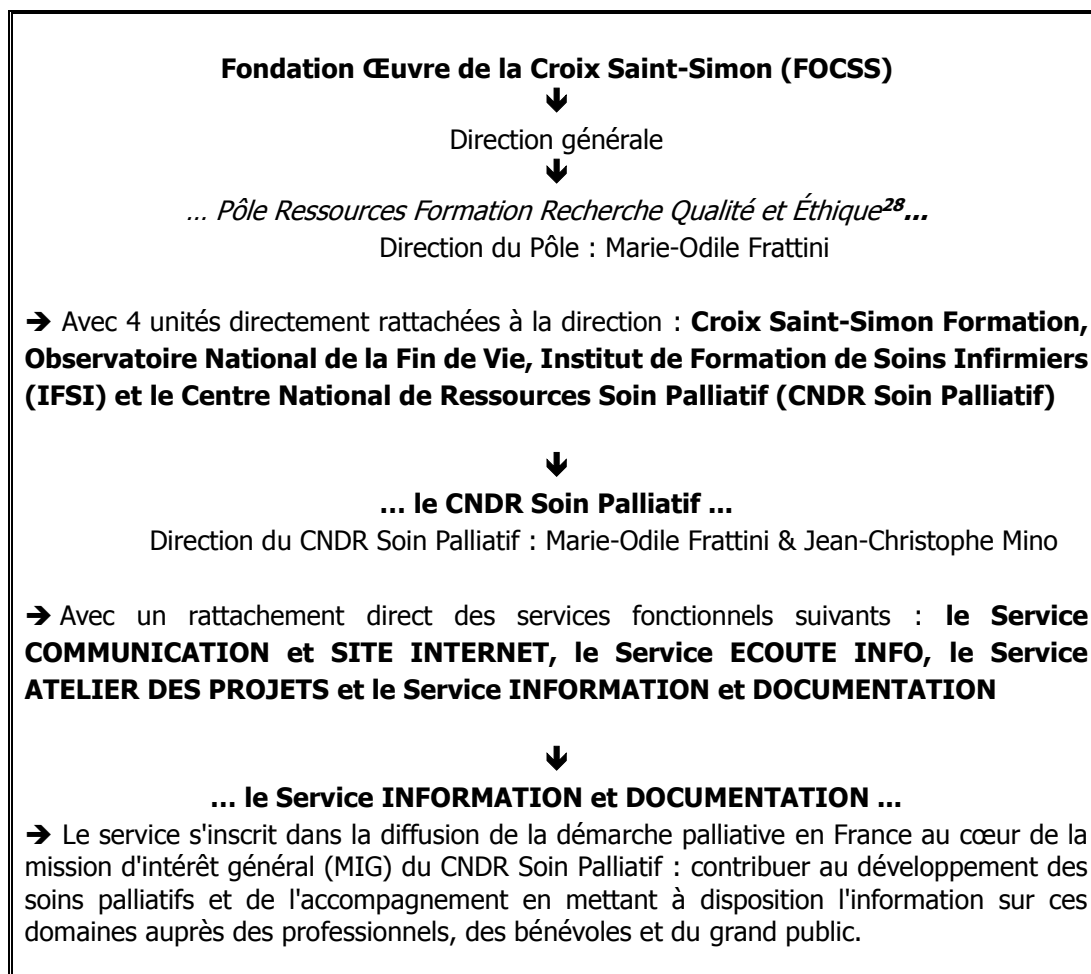 Fondation Œuvre de la Croix Saint-Simon (FOCSS)
🡻
Direction générale
🡻
... Pôle Ressources Formation Recherche Qualité et Éthique28...
Direction du Pôle : Marie-Odile Frattini
➔ Avec 4 unités directement rattachées à la direction : Croix Saint-Simon Formation,
Observatoire National de la Fin de Vie, Institut de Formation de Soins Infirmiers
(IFSI) et le Centre National de Ressources Soin Palliatif (CNDR Soin Palliatif)
🡻
... le CNDR Soin Palliatif ...
Direction du CNDR Soin Palliatif : Marie-Odile Frattini & Jean-Christophe Mino
➔ Avec un rattachement direct des services fonctionnels suivants : le Service
COMMUNICATION et SITE INTERNET, le Service ECOUTE INFO, le Service
ATELIER DES PROJETS et le Service INFORMATION et DOCUMENTATION
🡻
... le Service INFORMATION et DOCUMENTATION ...
➔ Le service s'inscrit dans la diffusion de la démarche palliative en France au cœur de la
mission d'intérêt général (MIG) du CNDR Soin Palliatif : contribuer au développement des
soins palliatifs et de l'accompagnement en mettant à disposition l'information sur ces
domaines auprès des professionnels, des bénévoles et du grand public.